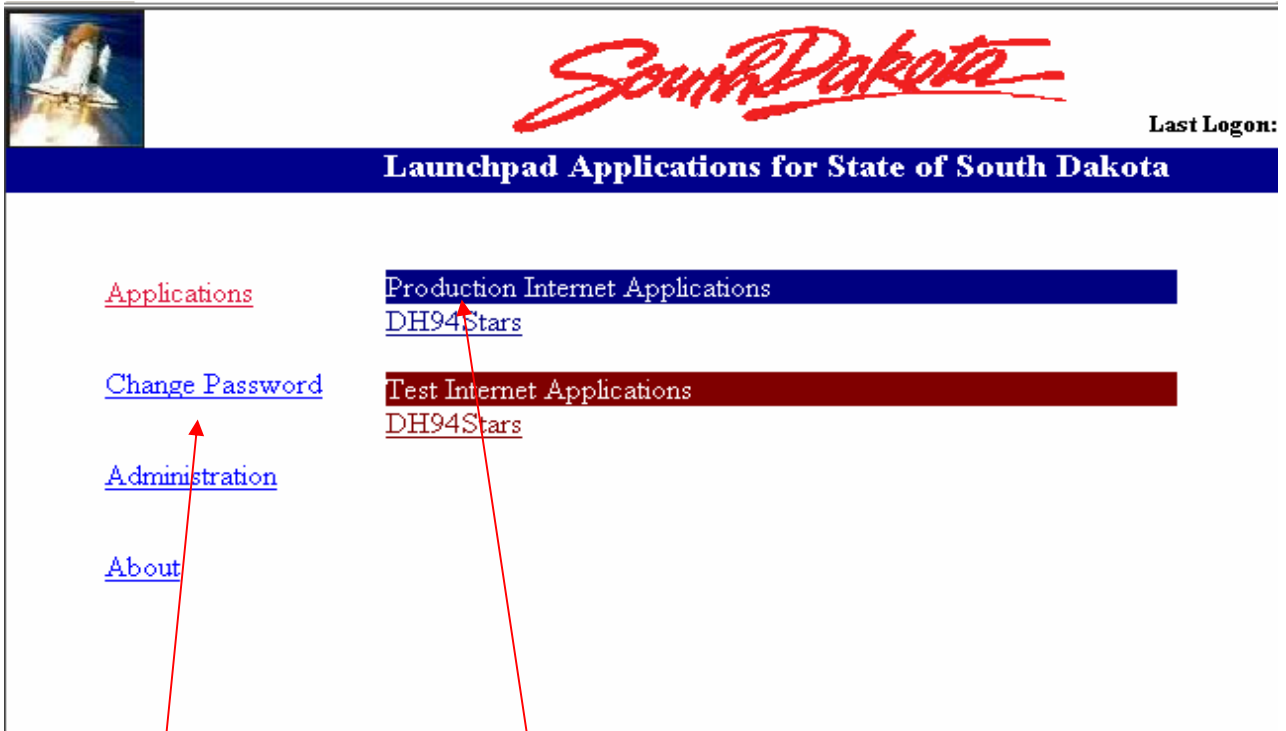 South Dakota
Last Logon:
Launchpad Applications for State of South Dakota
Applications
Production Internet Applications
DH94Stars
Change Password
Test Internet Applications
DH94Stars
Administration
About